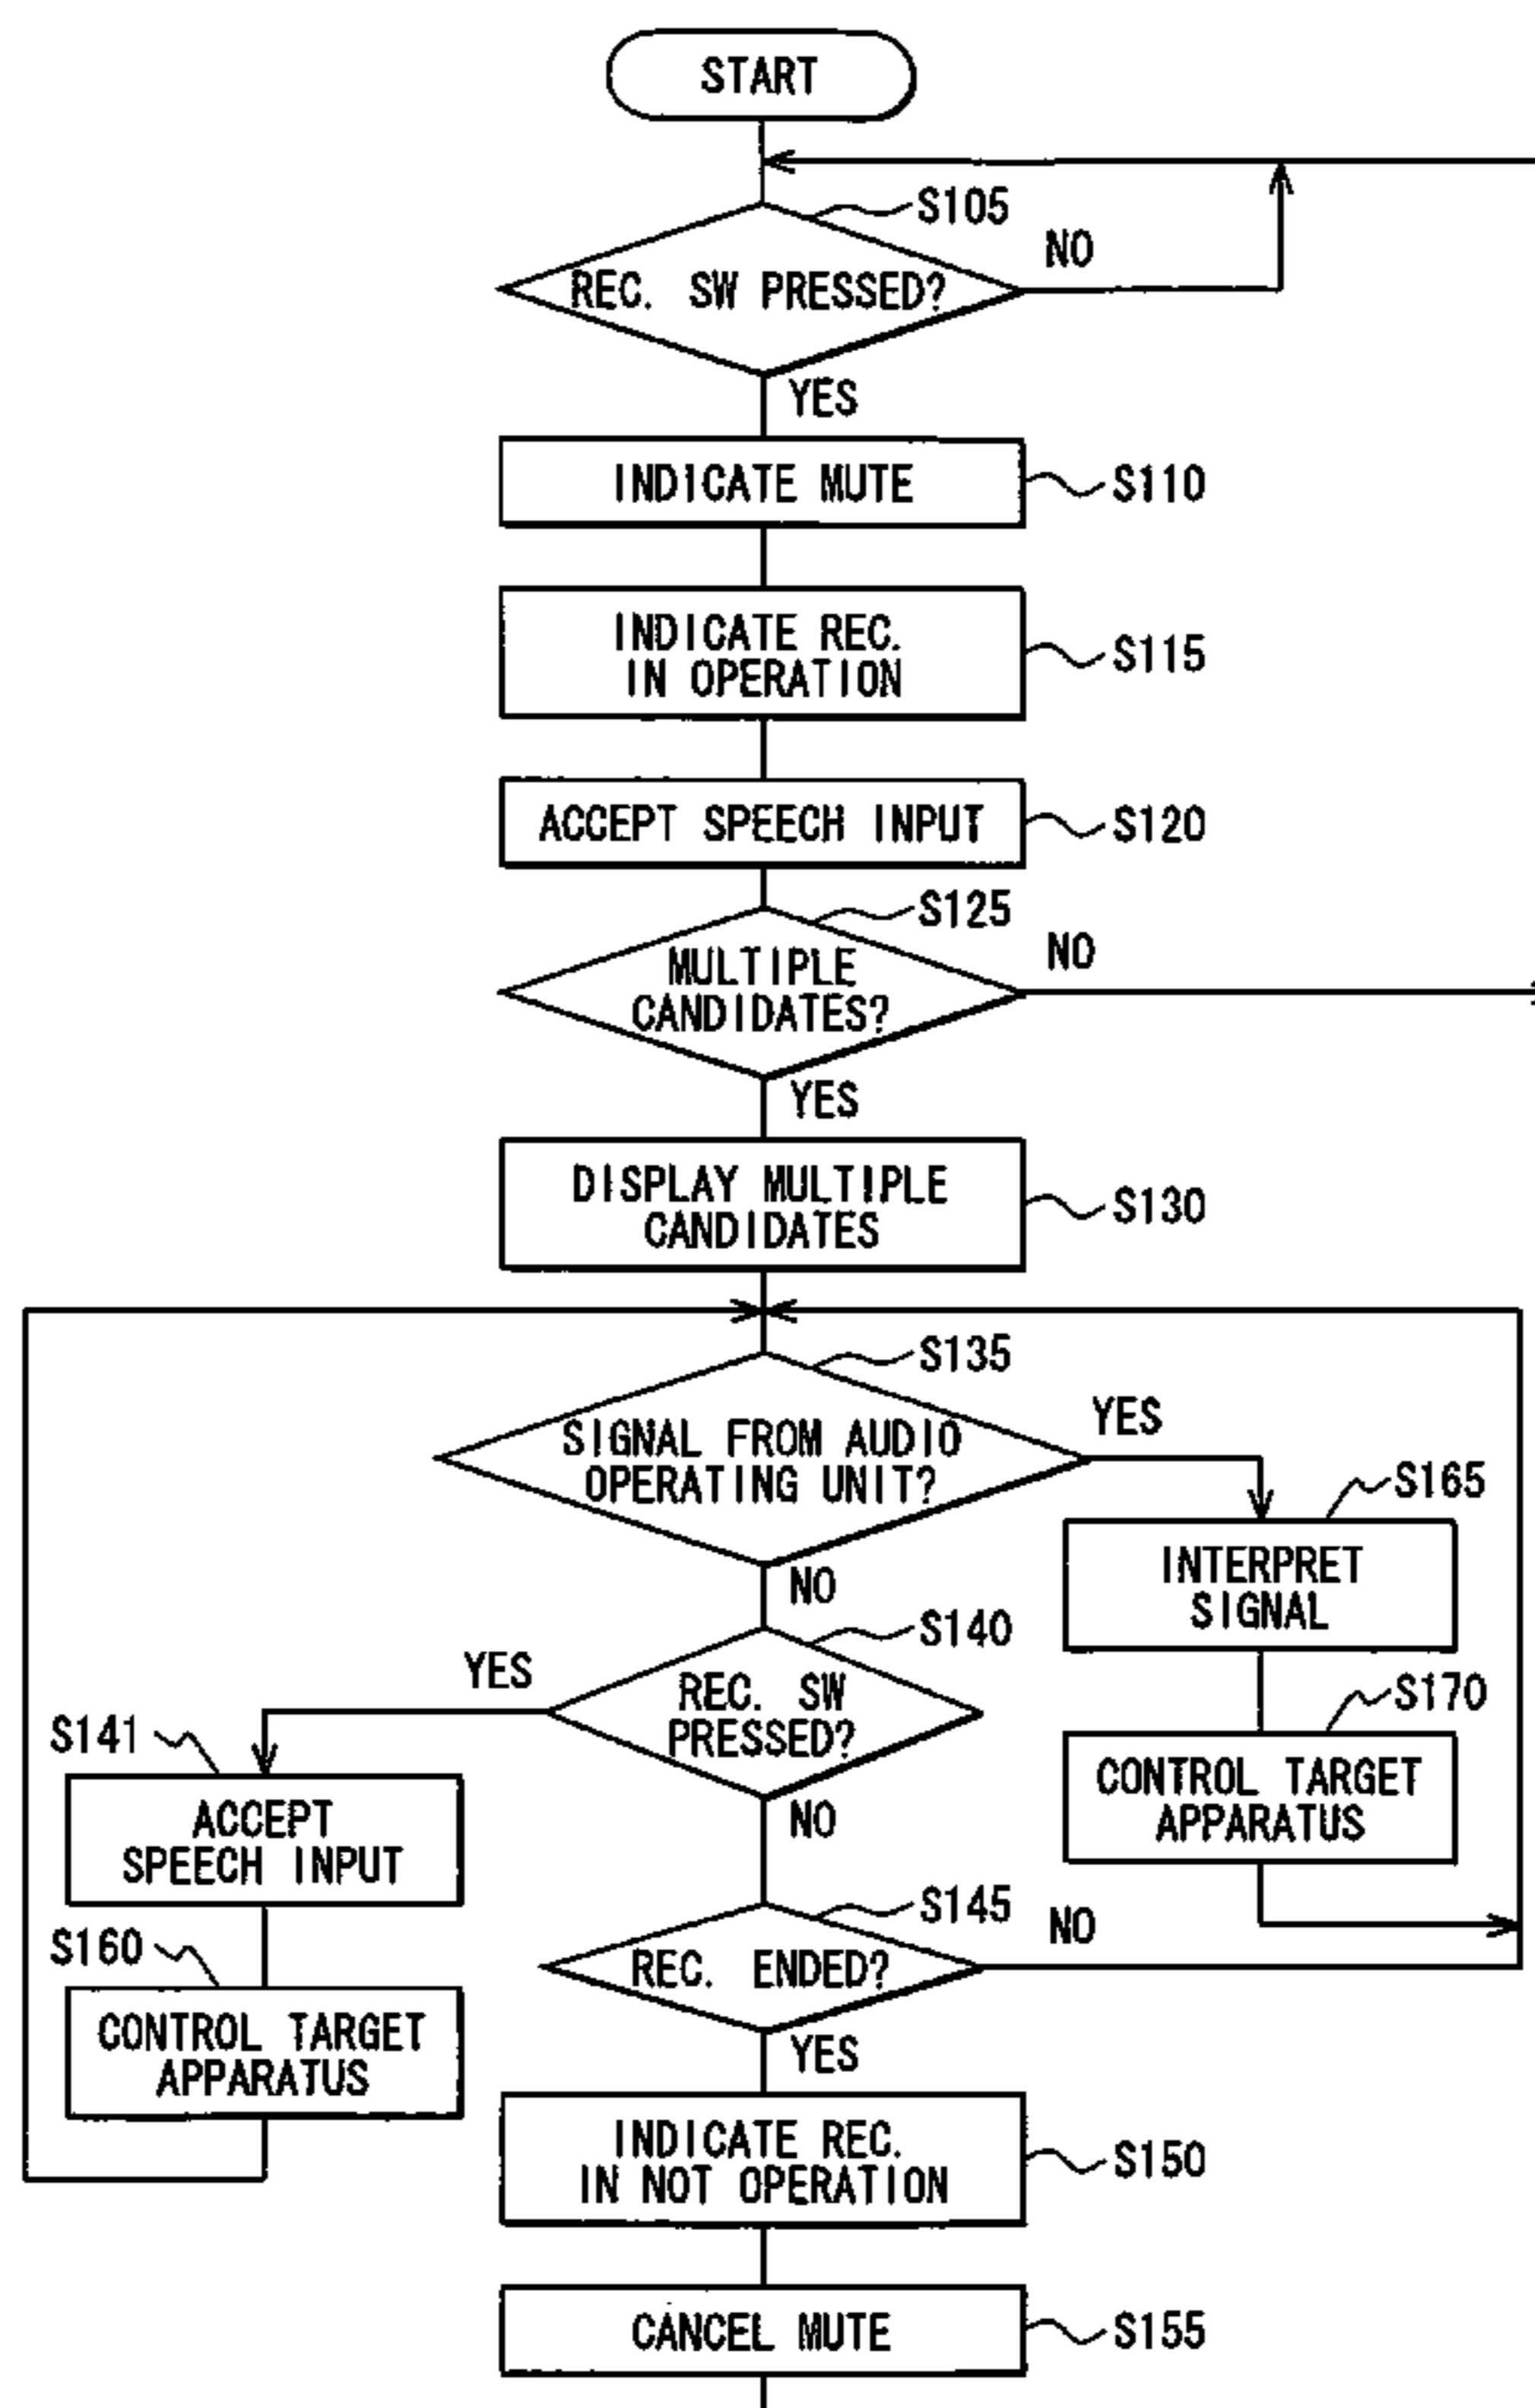 START
S105
REC. SW PRESSED?
NO
YES
INDICATE MUTE
S110
INDICATE REC.
IN OPERATION
S115
ACCEPT SPEECH INPUT
S120
S125
MULTIPLE
CANDIDATES?
NO
YES
DISPLAY MULTIPLE
CANDIDATES
S130
S135
SIGNAL FROM AUDIO
OPERATING UNIT?
YES
S165
INTERPRET
SIGNAL
NO
S140
REC. SW
PRESSED?
YES
S170
CONTROL TARGET
APPARATUS
S141
ACCEPT
SPEECH INPUT
NO
S145
REC. ENDED?
NO
S160
CONTROL TARGET
APPARATUS
YES
INDICATE REC.
IN NOT OPERATION
S150
CANCEL MUTE
S155